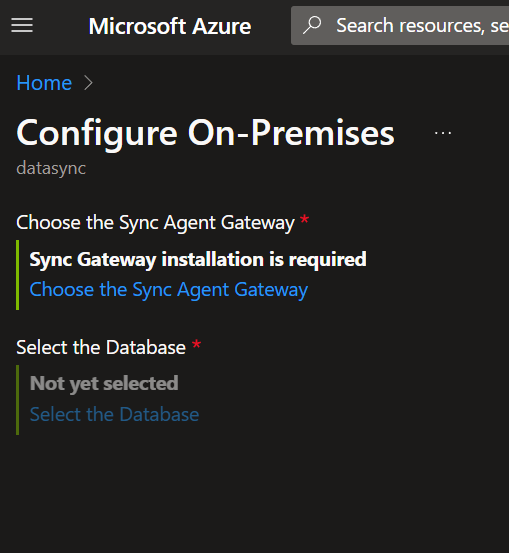 Microsoft Azure
Search resources, se
Home
Configure On-Premises ...
datasync
Choose the Sync Agent Gateway *
Sync Gateway installation is required
Choose the Sync Agent Gateway
Select the Database *
Not yet selected
Select the Database